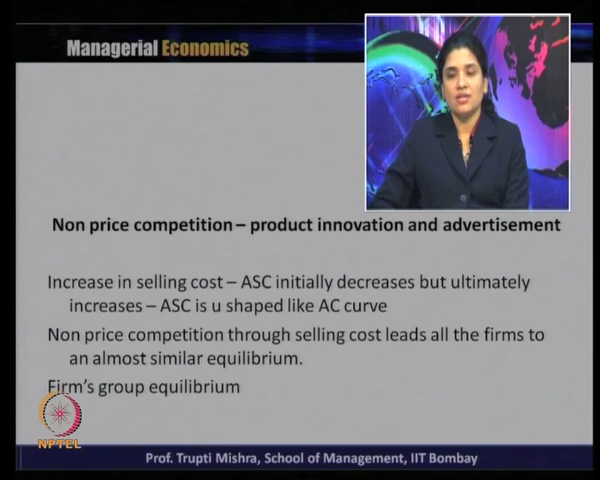 Managerial Economics
Non price competition – product innovation and advertisement
Increase in selling cost – ASC initially decreases but ultimately
increases – ASC is u shaped like AC curve
Non price competition through selling cost leads all the firms to
an almost similar equilibrium.
Firm's group equilibrium
NPTEL
Prof. Trupti Mishra, School of Management, IIT Bombay